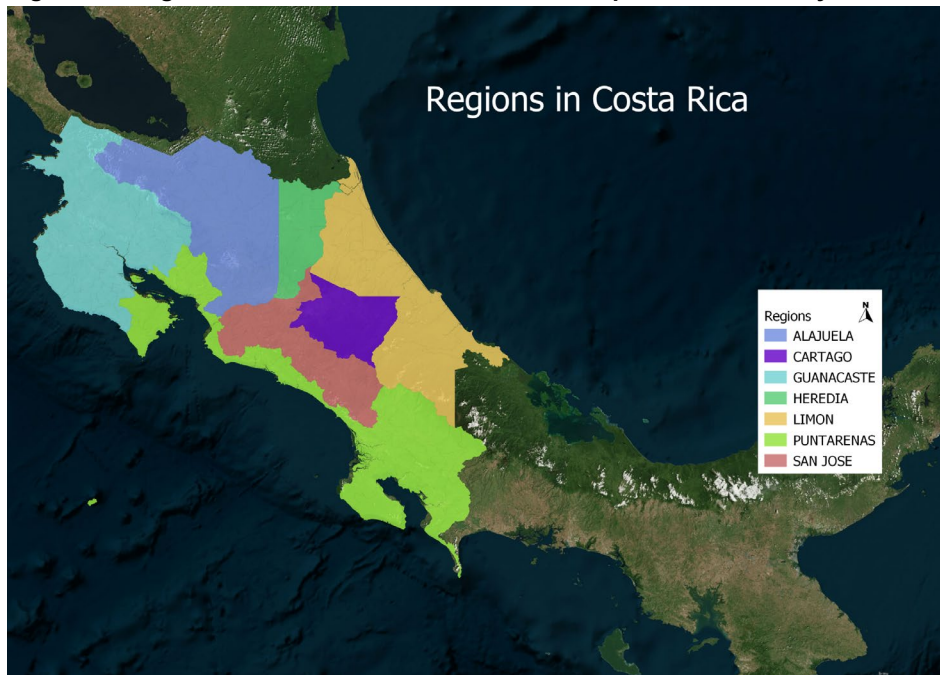 Regions in Costa Rica
N
Regions
ALAJUELA
CARTAGO
GUANACASTE
HEREDIA
LIMON
PUNTARENAS
SAN JOSE